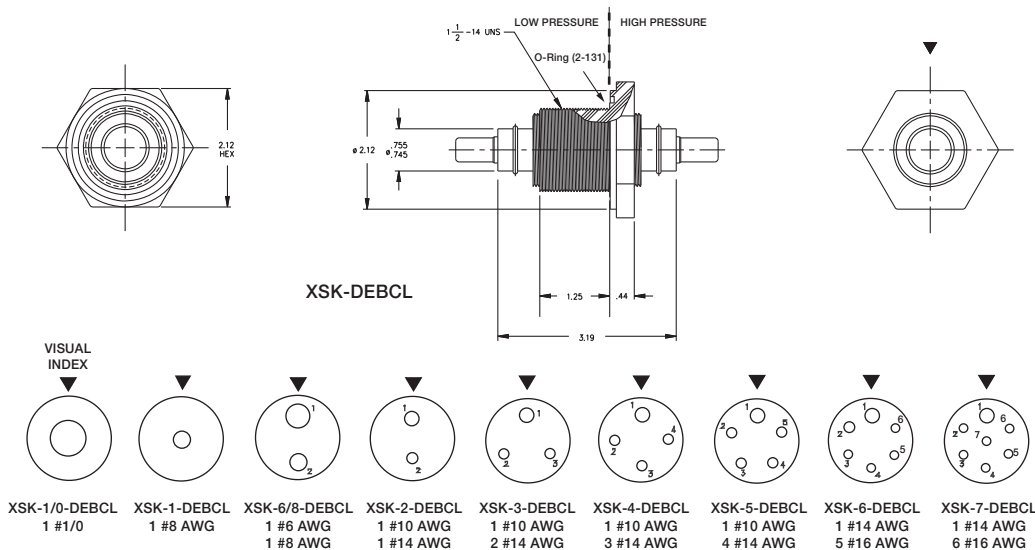 LOW PRESSURE
HIGH PRESSURE
1 1/2 -14 UNS
O-Ring (2-131)
2.12
HEX
ø 2.12
ø .755
.745
1.25
.44
3.19
XSK-DEBCL
VISUAL
INDEX
1
2
1
2
1
2
3
1
2
3
4
1
2
3
4
5
1
2
3
4
5
6
1
2
3
4
5
6
7
XSK-1/0-DEBCL
1 #1/0
XSK-1-DEBCL
1 #8 AWG
XSK-6/8-DEBCL
1 #6 AWG
1 #8 AWG
XSK-2-DEBCL
1 #10 AWG
1 #14 AWG
XSK-3-DEBCL
1 #10 AWG
2 #14 AWG
XSK-4-DEBCL
1 #10 AWG
3 #14 AWG
XSK-5-DEBCL
1 #10 AWG
4 #14 AWG
XSK-6-DEBCL
1 #14 AWG
5 #16 AWG
XSK-7-DEBCL
1 #14 AWG
6 #16 AWG